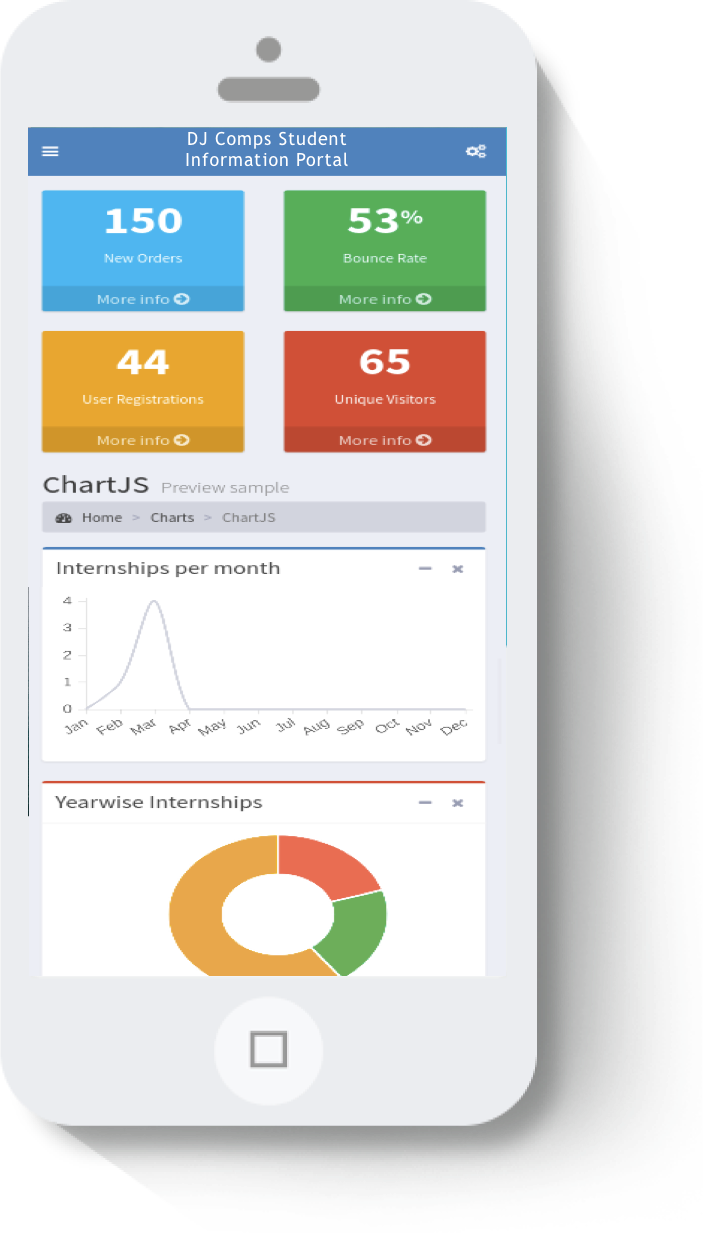 DJ Comps Student
Information Portal
150
New Orders
More info
53%
Bounce Rate
More info
44
User Registrations
More info
65
Unique Visitors
More info
ChartJS Preview sample
Home > Charts > ChartJS
Internships per month
4
3
2
1
0
Jan Feb Mar Apr May Jun Jul Aug Sep Oct Nov Dec
Yearwise Internships